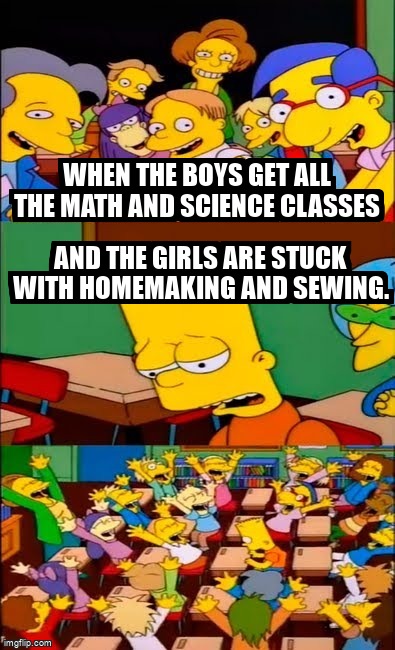 WHEN THE BOYS GET ALL
THE MATH AND SCIENCE CLASSES
AND THE GIRLS ARE STUCK
WITH HOMEMAKING AND SEWING.
imgflip.com